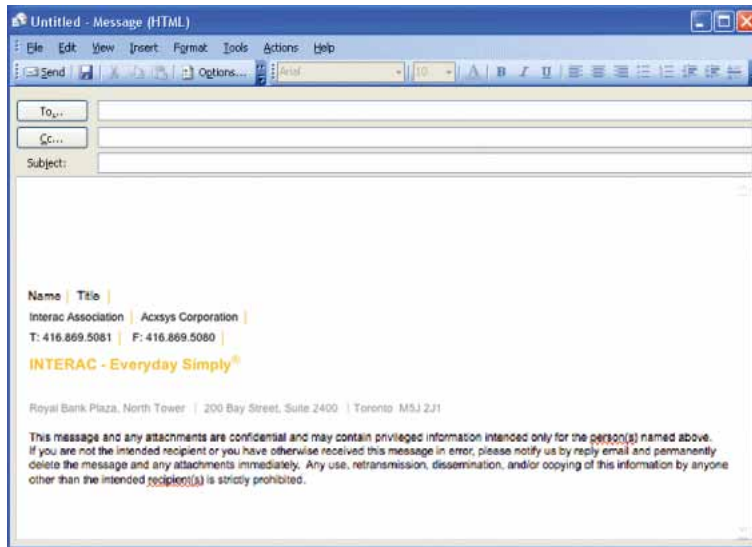 Untitled - Message (HTML)
File Edit View Insert Format Tools Actions Help
Send Options... Arial 10 A B I U
To...
Cc...
Subject:
Name | Title |
Interac Association | Acxsys Corporation |
T: 416.869.5081 | F: 416.869.5080 |
INTERAC - Everyday Simply®
Royal Bank Plaza, North Tower | 200 Bay Street, Suite 2400 | Toronto M5J 2J1
This message and any attachments are confidential and may contain privileged information intended only for the person(s) named above.
If you are not the intended recipient or you have otherwise received this message in error, please notify us by reply email and permanently
delete the message and any attachments immediately. Any use, retransmission, dissemination, and/or copying of this information by anyone
other than the intended recipient(s) is strictly prohibited.